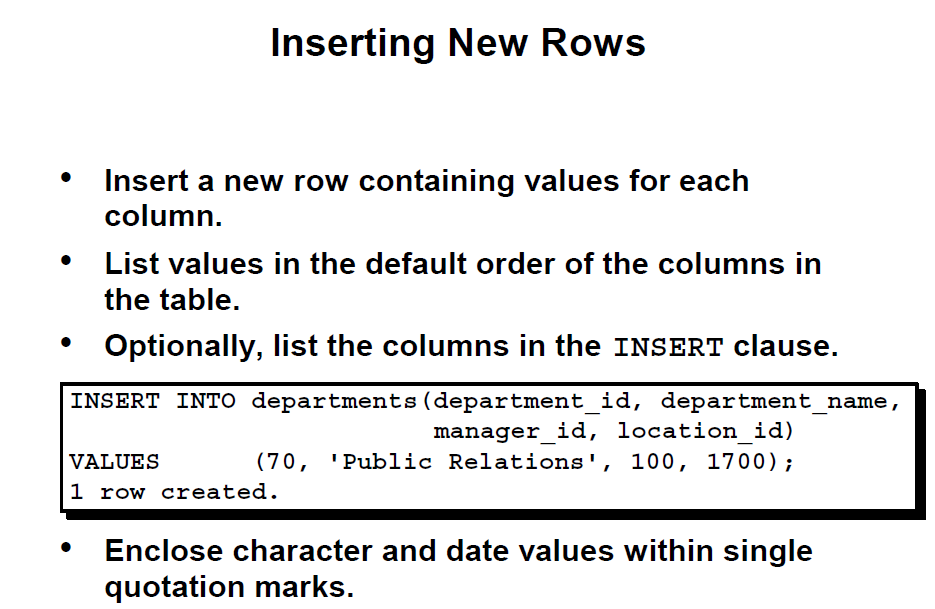 Inserting New Rows
• Insert a new row containing values for each
column.
• List values in the default order of the columns in
the table.
• Optionally, list the columns in the INSERT clause.
INSERT INTO departments(department_id, department_name,
                        manager_id, location_id)
VALUES      (70, 'Public Relations', 100, 1700);
1 row created.
• Enclose character and date values within single
quotation marks.